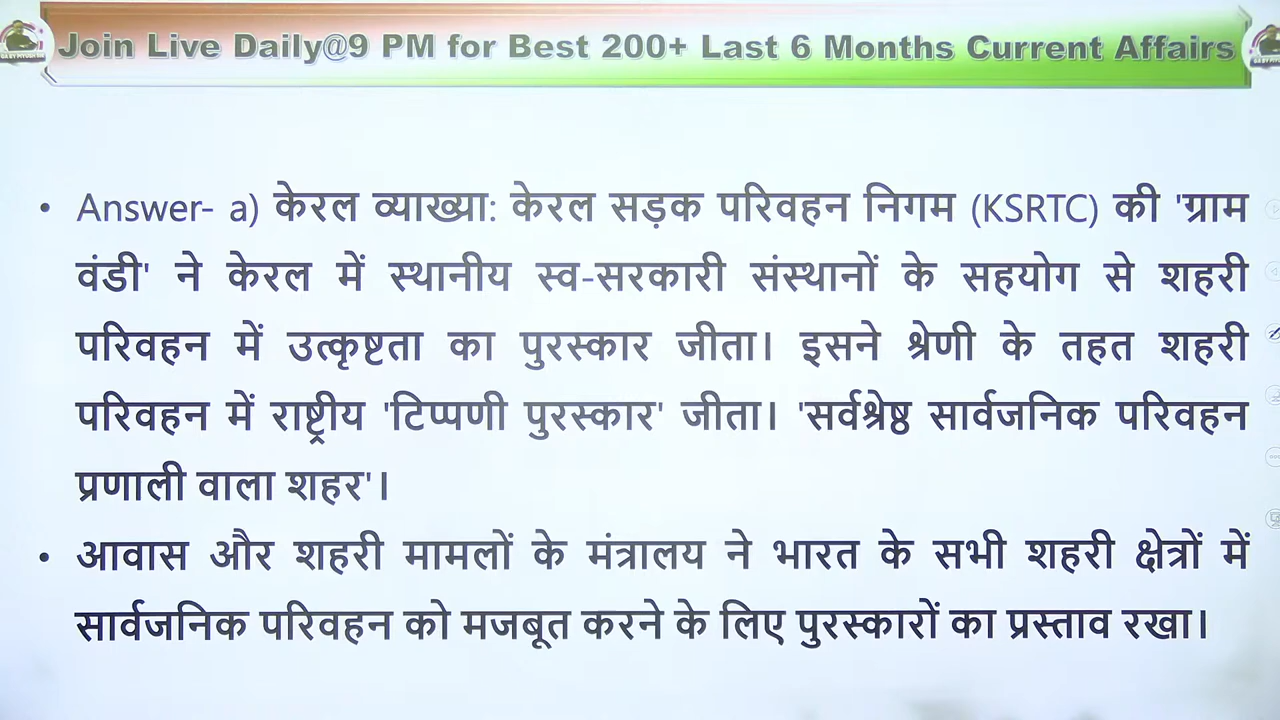 Join Live Daily@9 PM for Best 200+ Last 6 Months Current Affairs
• Answer- a) केरल व्याख्या: केरल सड़क परिवहन निगम (KSRTC) की 'ग्राम
वंडी' ने केरल में स्थानीय स्व-सरकारी संस्थानों के सहयोग से शहरी
परिवहन में उत्कृष्टता का पुरस्कार जीता। इसने श्रेणी के तहत शहरी
परिवहन में राष्ट्रीय 'टिप्पणी पुरस्कार' जीता। 'सर्वश्रेष्ठ सार्वजनिक परिवहन
प्रणाली वाला शहर'।
• आवास और शहरी मामलों के मंत्रालय ने भारत के सभी शहरी क्षेत्रों में
सार्वजनिक परिवहन को मजबूत करने के लिए पुरस्कारों का प्रस्ताव रखा।